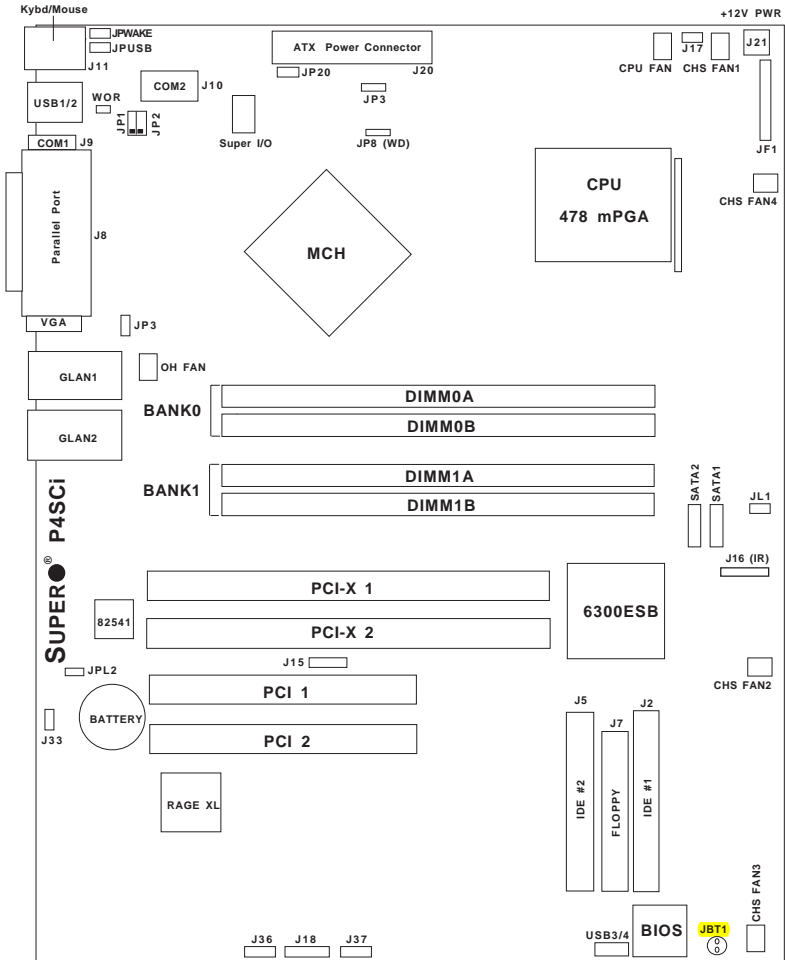 Kybd/Mouse
+12V PWR
JPWAKE
JPUSB
J11
ATX Power Connector
J20
JP20
JP3
J17
J21
CPU FAN
CHS FAN1
COM2
J10
USB1/2
WOR
JP1
JP2
Super I/O
JP8 (WD)
JF1
COM1
J9
Parallel Port
J8
CPU
478 mPGA
CHS FAN4
MCH
VGA
JP3
OH FAN
GLAN1
GLAN2
BANK0
DIMM0A
DIMM0B
BANK1
DIMM1A
DIMM1B
SATA2
SATA1
JL1
J16 (IR)
SUPER® P4SCi
PCI-X 1
PCI-X 2
6300ESB
82541
J15
JPL2
CHS FAN2
BATTERY
J33
PCI 1
PCI 2
J5
J7
J2
IDE #2
FLOPPY
IDE #1
RAGE XL
CHS FAN3
USB3/4
BIOS
JBT1
J36
J18
J37